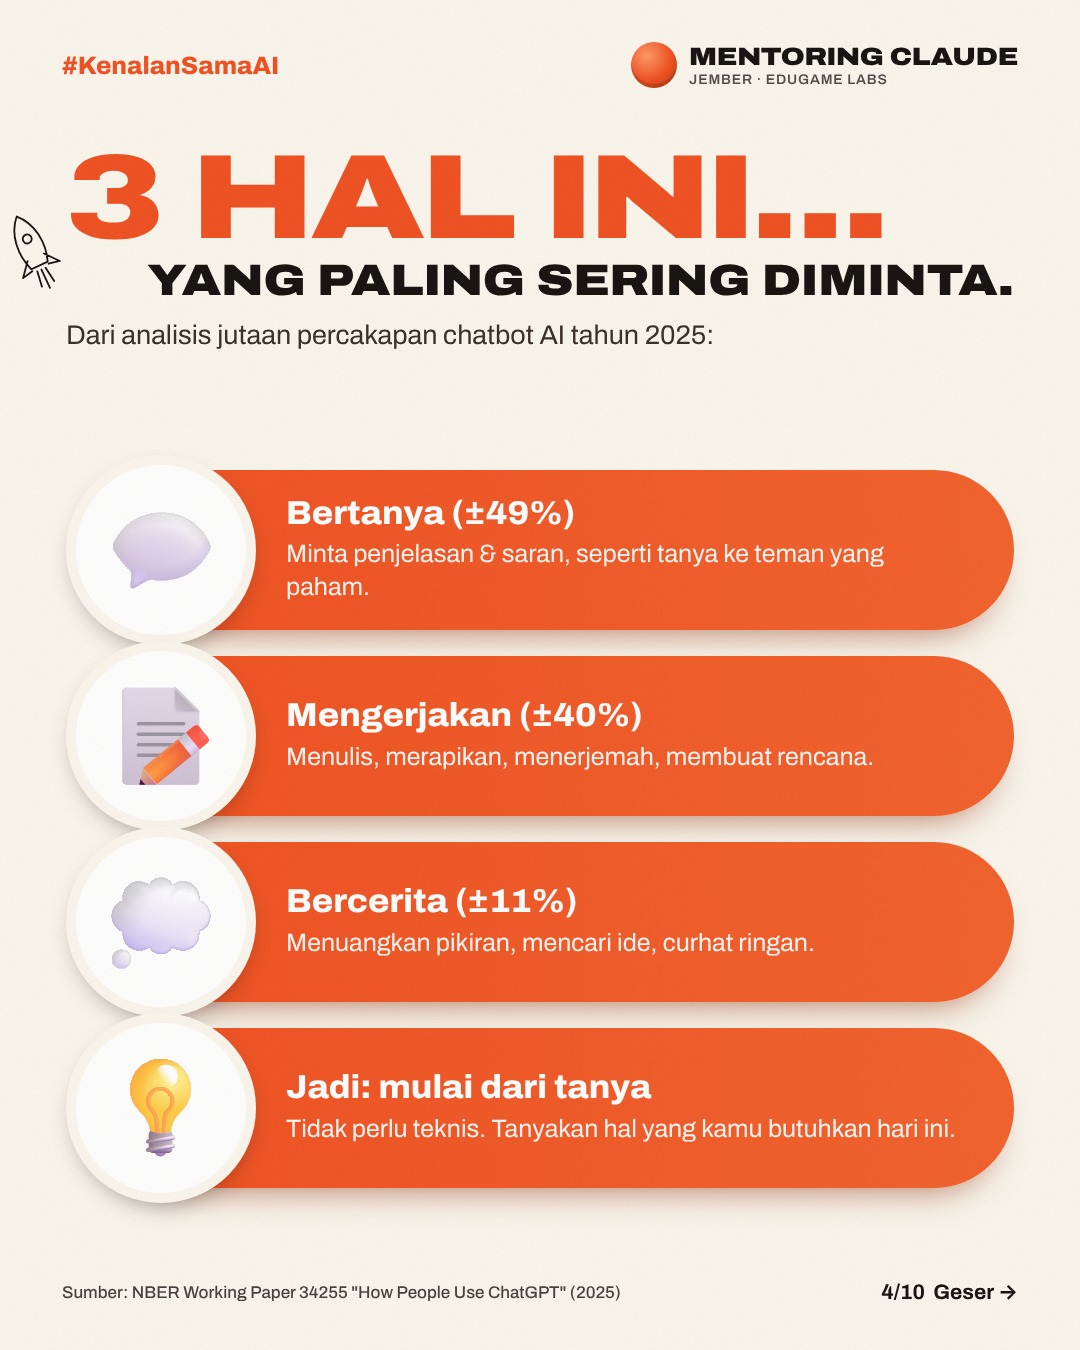 #KenalanSamaAI
MENTORING CLAUDE
JEMBER · EDUGAME LABS
3 HAL INI...
YANG PALING SERING DIMINTA.
Dari analisis jutaan percakapan chatbot AI tahun 2025:
Bertanya (±49%)
Minta penjelasan & saran, seperti tanya ke teman yang
paham.
Mengerjakan (±40%)
Menulis, merapikan, menerjemah, membuat rencana.
Bercerita (±11%)
Menuangkan pikiran, mencari ide, curhat ringan.
Jadi: mulai dari tanya
Tidak perlu teknis. Tanyakan hal yang kamu butuhkan hari ini.
Sumber: NBER Working Paper 34255 "How People Use ChatGPT" (2025)
4/10 Geser →